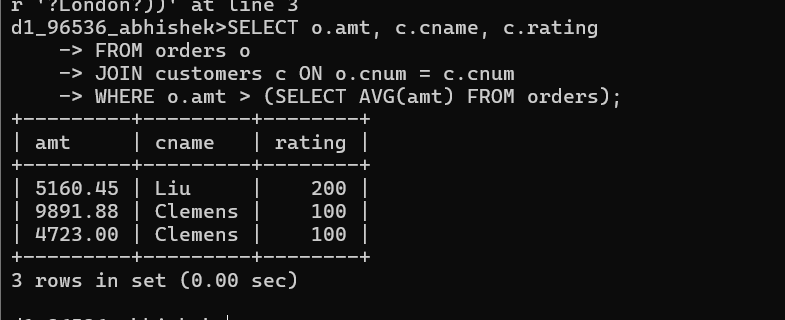 r '?London?))' at line 3
d1_96536_abhishek>SELECT o.amt, c.cname, c.rating
    -> FROM orders o
    -> JOIN customers c ON o.cnum = c.cnum
    -> WHERE o.amt > (SELECT AVG(amt) FROM orders);
+---------+---------+--------+
| amt     | cname   | rating |
+---------+---------+--------+
| 5160.45 | Liu     |    200 |
| 9891.88 | Clemens |    100 |
| 4723.00 | Clemens |    100 |
+---------+---------+--------+
3 rows in set (0.00 sec)